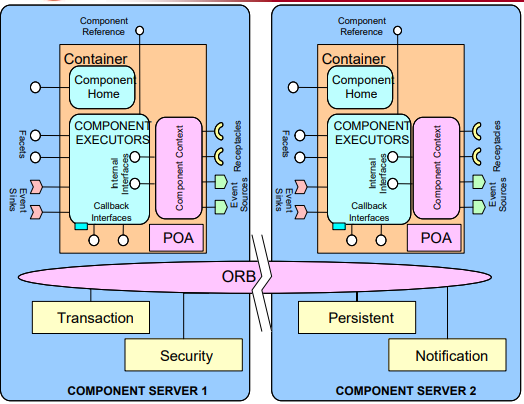 Component
Reference
Container
Component
Home
COMPONENT
EXECUTORS
Internal
Interfaces
Component Context
Callback
Interfaces
POA
Facets
Event
Sinks
Receptacles
Event
Sources
Component
Reference
Container
Component
Home
COMPONENT
EXECUTORS
Internal
Interfaces
Component Context
Callback
Interfaces
POA
Facets
Event
Sinks
Receptacles
Event
Sources
ORB
Transaction
Security
Persistent
Notification
COMPONENT SERVER 1
COMPONENT SERVER 2